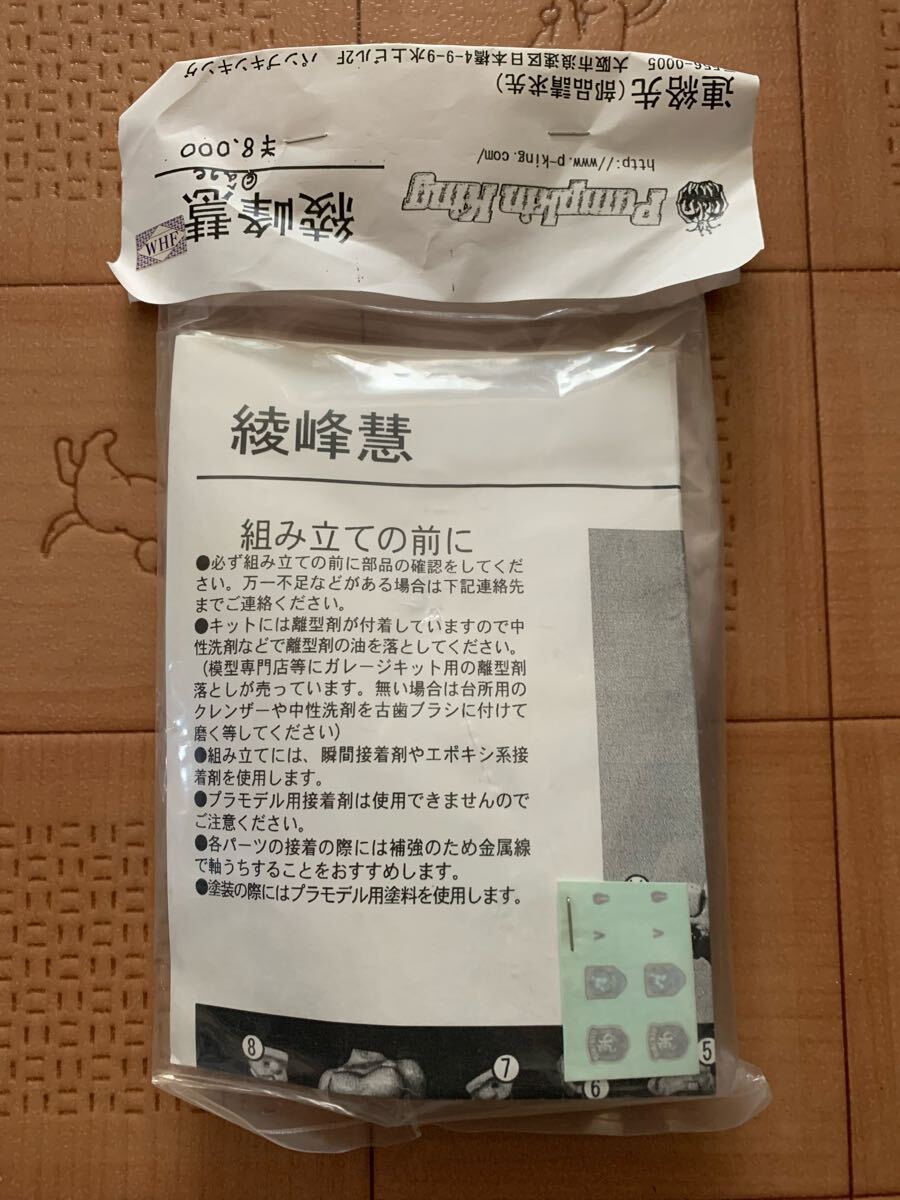 連絡先(部品請求先)
556-0005 大阪市浪速区日本橋4-9-9水上ビル2F パンプキンキング
Pumpkin King
http://www.p-king.com/
綾峰慧
¥8.000
WHF
綾峰慧
組み立ての前に
●必ず組み立ての前に部品の確認をしてくだ
さい。万一不足などがある場合は下記連絡先
までご連絡ください。
●キットには離型剤が付着していますので中
性洗剤などで離型剤の油を落としてください。
(模型専門店等にガレージキット用の離型剤
落としが売っています。無い場合は台所用の
クレンザーや中性洗剤を古歯ブラシに付けて
磨く等してください)
●組み立てには、瞬間接着剤やエポキシ系接
着剤を使用します。
●プラモデル用接着剤は使用できませんので
ご注意ください。
●各パーツの接着の際には補強のため金属線
で軸うちすることをおすすめします。
●塗装の際にはプラモデル用塗料を使用します。
8
7
6
5